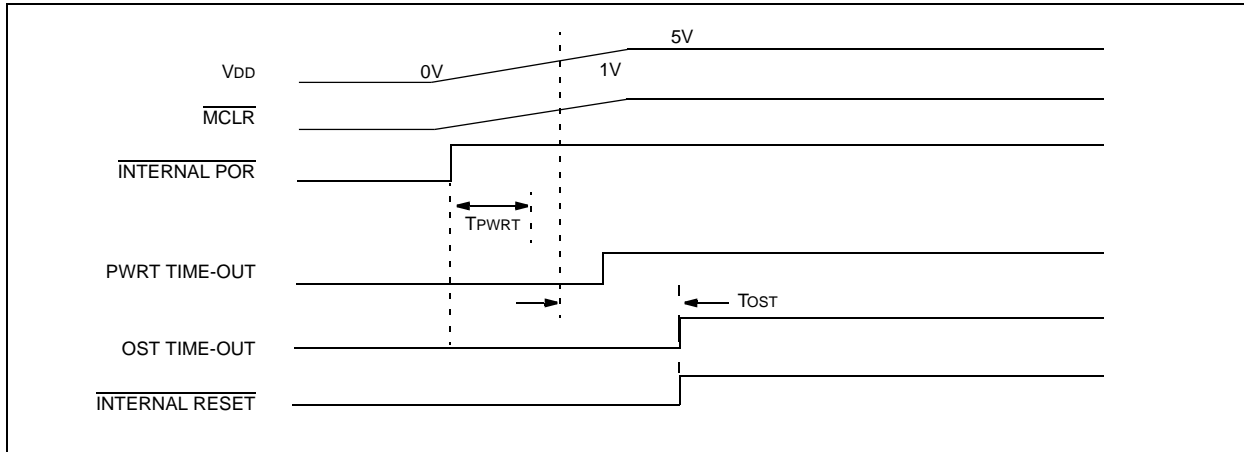 5V
VDD 0V 1V
MCLR
INTERNAL POR
TPWRT
PWRT TIME-OUT
TOST
OST TIME-OUT
INTERNAL RESET